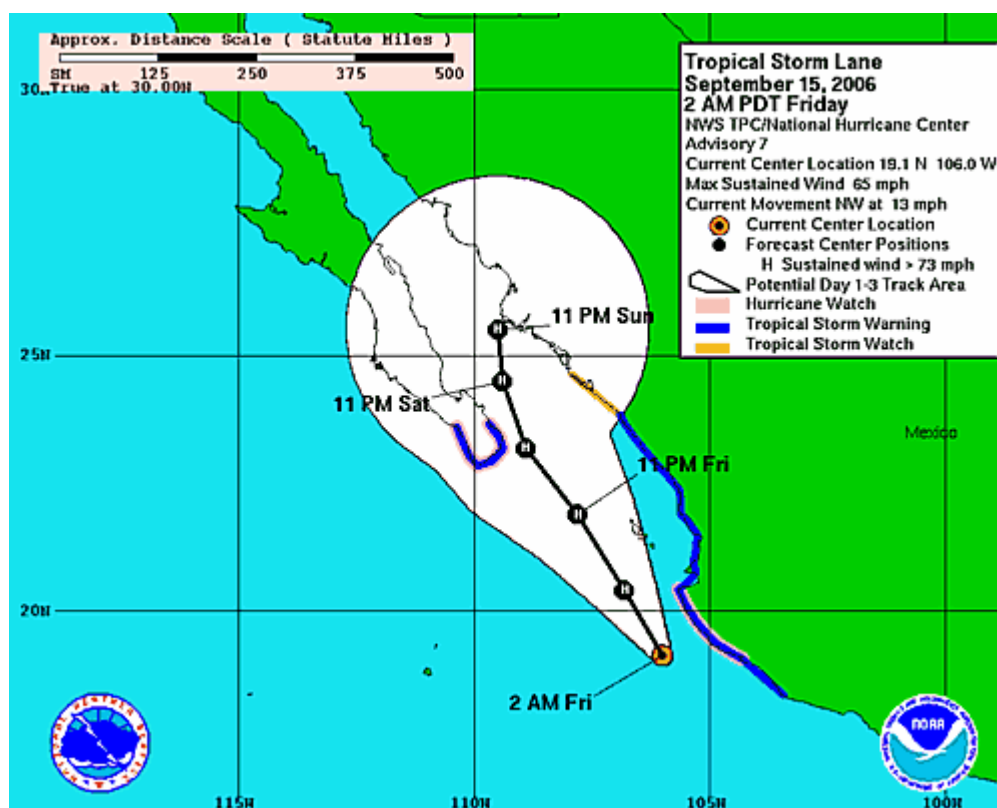 Approx. Distance Scale ( Statute Miles )
SM 125 250 375 500
True at 30.00N
Tropical Storm Lane
September 15, 2006
2 AM PDT Friday
NWS TPC/National Hurricane Center
Advisory 7
Current Center Location 19.1 N 106.0 W
Max Sustained Wind 65 mph
Current Movement NW at 13 mph
Current Center Location
Forecast Center Positions
H Sustained wind > 73 mph
Potential Day 1-3 Track Area
Hurricane Watch
Tropical Storm Warning
Tropical Storm Watch
30N
11 PM Sun
25N
H
H
11 PM Sat
Mexico
H
11 PM Fri
H
H
20N
2 AM Fri
NOAA
115W 110W 105W 100W